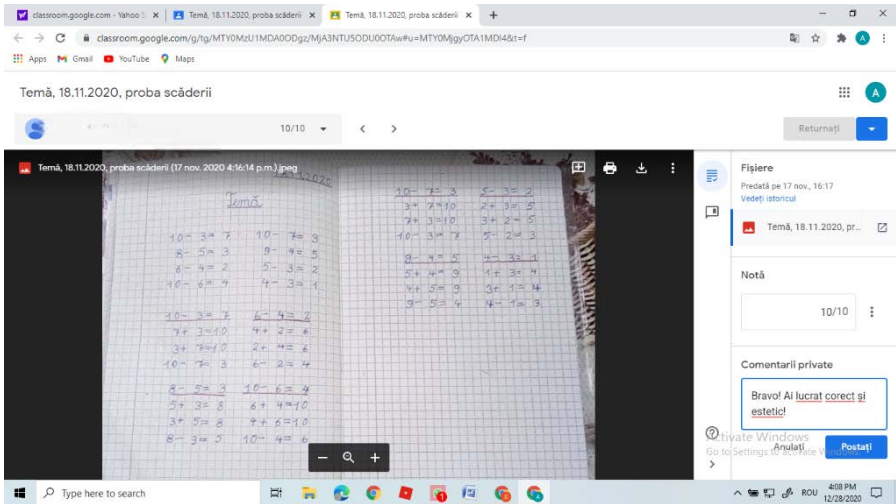 classroom.google.com - Yahoo S
Temă, 18.11.2020, proba scăderii
Temă, 18.11.2020, proba scăderii
classroom.google.com/g/tg/MTY0MzU1MDA0ODgz/MjA3NTU5ODU0OTAw#u=MTY0MjgyOTA1MDI4&t=f
Apps Gmail YouTube Maps
Temă, 18.11.2020, proba scăderii
A
10/10
Returnați
Temă, 18.11.2020, proba scăderii (17 nov. 2020 4:16:14 p.m.).jpeg
Temă
10- 3= 7 10- 7= 3
8- 5= 3 9- 4= 5
6- 4= 2 5- 3= 2
10- 6= 4 4- 3= 1
10- 3= 7 6- 4= 2
7+ 3=10 4+ 2= 6
3+ 7=10 2+ 4= 6
10- 7= 3 6- 2= 4
8- 5= 3 10- 6= 4
5+ 3= 8 6+ 4=10
3+ 5= 8 4+ 6=10
8- 3= 5 10- 4= 6
10- 7= 3 5- 3= 2
3+ 7=10 2+ 3= 5
7+ 3=10 3+ 2= 5
10- 3= 7 5- 2= 3
9- 4= 5 4- 3= 1
5+ 4= 9 1+ 3= 4
4+ 5= 9 3+ 1= 4
9- 5= 4 4- 1= 3
Fișiere
Predată pe 17 nov., 16:17
Vedeți istoricul
Temă, 18.11.2020, pr...
Notă
10/10
Comentarii private
Bravo! Ai lucrat corect și
estetic!
Anulați Postați
Activate Windows
Go to Settings to activate Windows.
Type here to search
ROU
4:08 PM
12/28/2020